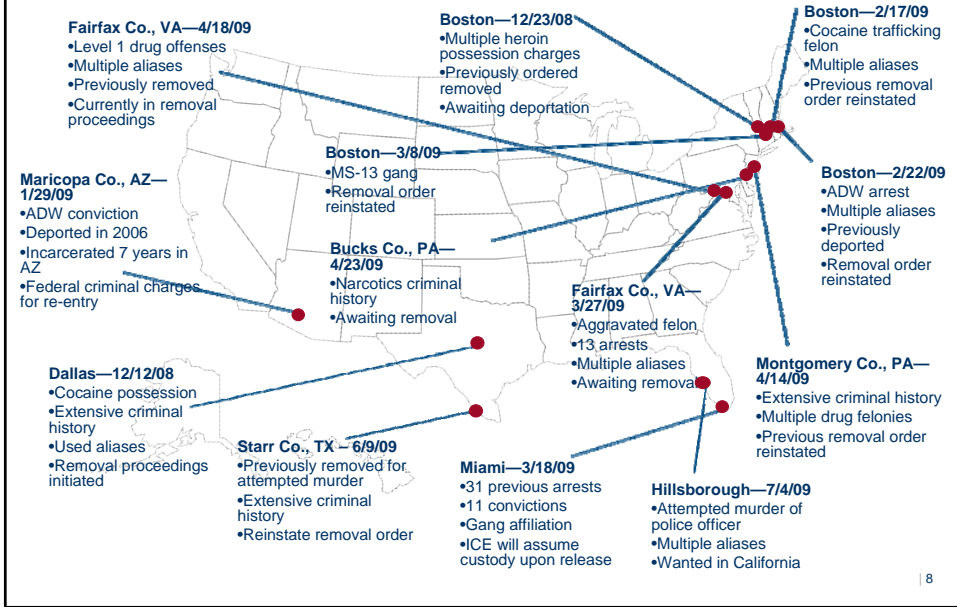 Fairfax Co., VA—4/18/09
•Level 1 drug offenses
•Multiple aliases
•Previously removed
•Currently in removal
proceedings
Boston—12/23/08
•Multiple heroin
possession charges
•Previously ordered
removed
•Awaiting deportation
Boston—2/17/09
•Cocaine trafficking
felon
•Multiple aliases
•Previous removal
order reinstated
Boston—3/8/09
•MS-13 gang
•Removal order
reinstated
Maricopa Co., AZ—
1/29/09
•ADW conviction
•Deported in 2006
•Incarcerated 7 years in
AZ
•Federal criminal charges
for re-entry
Boston—2/22/09
•ADW arrest
•Multiple aliases
•Previously
deported
•Removal order
reinstated
Bucks Co., PA—
4/23/09
•Narcotics criminal
history
•Awaiting removal
Fairfax Co., VA—
3/27/09
•Aggravated felon
•13 arrests
•Multiple aliases
•Awaiting removal
Montgomery Co., PA—
4/14/09
•Extensive criminal history
•Multiple drug felonies
•Previous removal order
reinstated
Dallas—12/12/08
•Cocaine possession
•Extensive criminal
history
•Used aliases
•Removal proceedings
initiated
Starr Co., TX – 6/9/09
•Previously removed for
attempted murder
•Extensive criminal
history
•Reinstate removal order
Miami—3/18/09
•31 previous arrests
•11 convictions
•Gang affiliation
•ICE will assume
custody upon release
Hillsborough—7/4/09
•Attempted murder of
police officer
•Multiple aliases
•Wanted in California
| 8